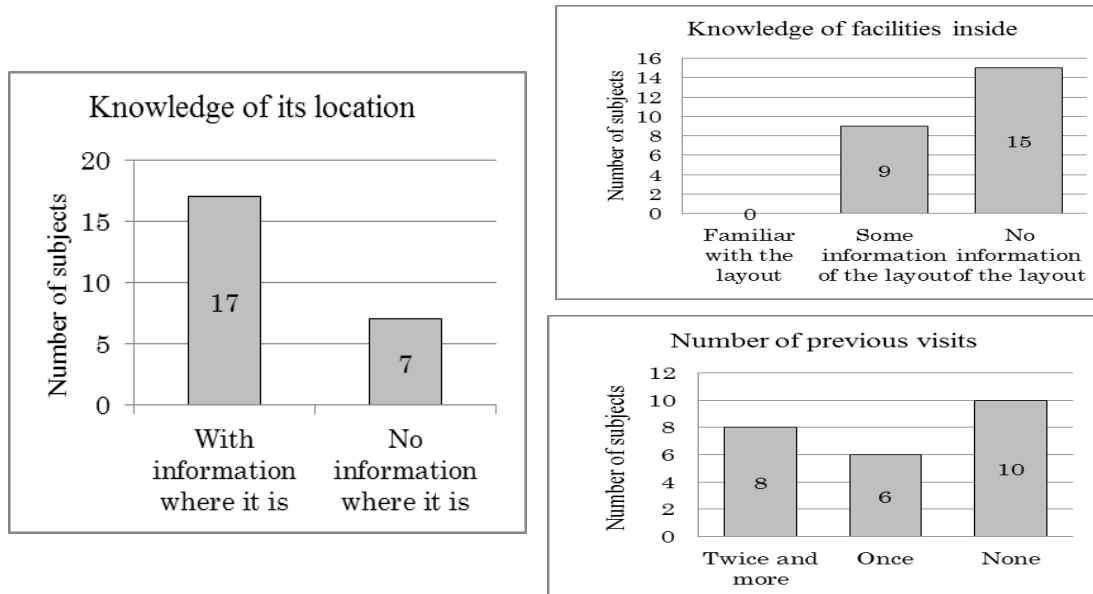 Knowledge of its location
Number of subjects
20
15
10
5
0
17
7
With
information
where it is
No
information
where it is
Knowledge of facilities inside
Number of subjects
16
14
12
10
8
6
4
2
0
0
9
15
Familiar
with the
layout
Some
information
of the layout
No
information
of the layout
Number of previous visits
Number of subjects
12
10
8
6
4
2
0
8
6
10
Twice and
more
Once
None